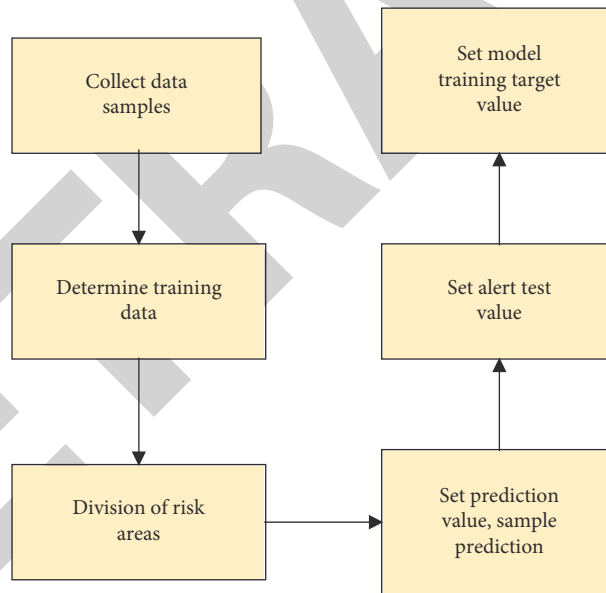 Collect data
samples
Determine training
data
Division of risk
areas
Set prediction
value, sample
prediction
Set alert test
value
Set model
training target
value